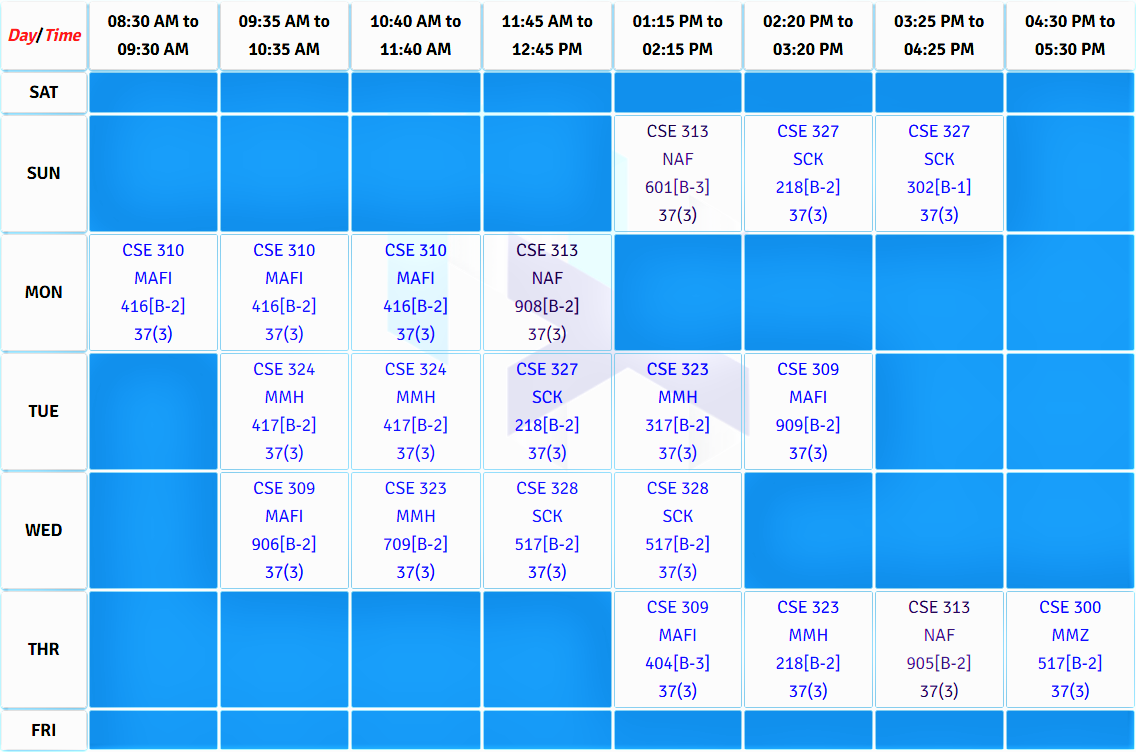 Day/Time
08:30 AM to
09:30 AM
09:35 AM to
10:35 AM
10:40 AM to
11:40 AM
11:45 AM to
12:45 PM
01:15 PM to
02:15 PM
02:20 PM to
03:20 PM
03:25 PM to
04:25 PM
04:30 PM to
05:30 PM
SAT
SUN
CSE 313
NAF
601[B-3]
37(3)
CSE 327
SCK
218[B-2]
37(3)
CSE 327
SCK
302[B-1]
37(3)
MON
CSE 310
MAFI
416[B-2]
37(3)
CSE 310
MAFI
416[B-2]
37(3)
CSE 310
MAFI
416[B-2]
37(3)
CSE 313
NAF
908[B-2]
37(3)
TUE
CSE 324
MMH
417[B-2]
37(3)
CSE 324
MMH
417[B-2]
37(3)
CSE 327
SCK
218[B-2]
37(3)
CSE 323
MMH
317[B-2]
37(3)
CSE 309
MAFI
909[B-2]
37(3)
WED
CSE 309
MAFI
906[B-2]
37(3)
CSE 323
MMH
709[B-2]
37(3)
CSE 328
SCK
517[B-2]
37(3)
CSE 328
SCK
517[B-2]
37(3)
THR
CSE 309
MAFI
404[B-3]
37(3)
CSE 323
MMH
218[B-2]
37(3)
CSE 313
NAF
905[B-2]
37(3)
CSE 300
MMZ
517[B-2]
37(3)
FRI